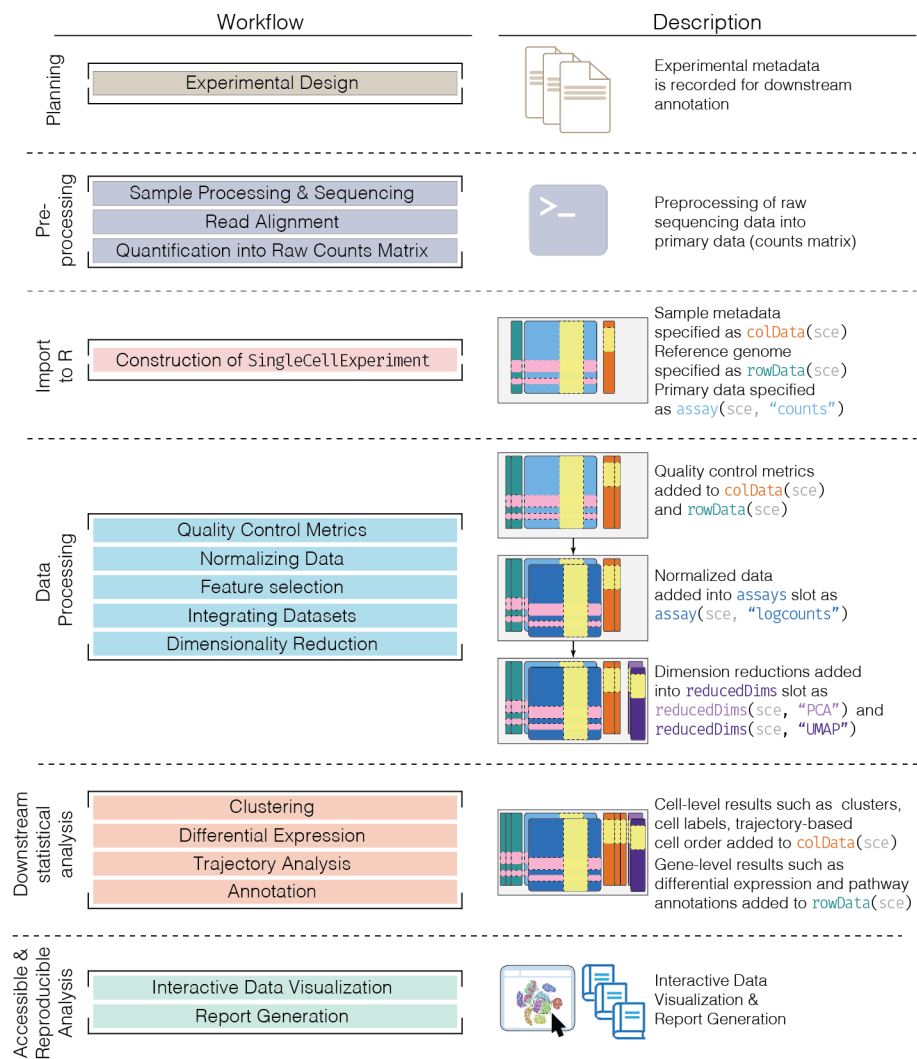 Workflow
Description
Planning
Experimental Design
Experimental metadata
is recorded for downstream
annotation
Pre-
processing
Sample Processing & Sequencing
Read Alignment
Quantification into Raw Counts Matrix
>_
Preprocessing of raw
sequencing data into
primary data (counts matrix)
Import
to R
Construction of SingleCellExperiment
Sample metadata
specified as colData(sce)
Reference genome
specified as rowData(sce)
Primary data specified
as assay(sce, “counts”)
Data
Processing
Quality Control Metrics
Normalizing Data
Feature selection
Integrating Datasets
Dimensionality Reduction
Quality control metrics
added to colData(sce)
and rowData(sce)
Normalized data
added into assays slot as
assay(sce, “logcounts”)
Dimension reductions added
into reducedDims slot as
reducedDims(sce, “PCA”) and
reducedDims(sce, “UMAP”)
Downstream
statistical
analysis
Clustering
Differential Expression
Trajectory Analysis
Annotation
Cell-level results such as clusters,
cell labels, trajectory-based
cell order added to colData(sce)
Gene-level results such as
differential expression and pathway
annotations added to rowData(sce)
Accessible &
Reproducible
Analysis
Interactive Data Visualization
Report Generation
Interactive Data
Visualization &
Report Generation